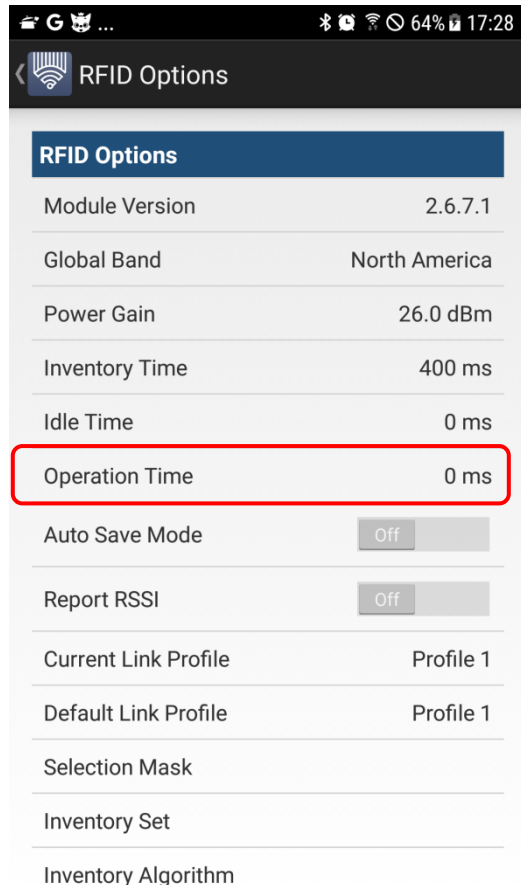 G ... 64% 17:28
RFID Options
RFID Options
Module Version 2.6.7.1
Global Band North America
Power Gain 26.0 dBm
Inventory Time 400 ms
Idle Time 0 ms
Operation Time 0 ms
Auto Save Mode Off
Report RSSI Off
Current Link Profile Profile 1
Default Link Profile Profile 1
Selection Mask
Inventory Set
Inventory Algorithm